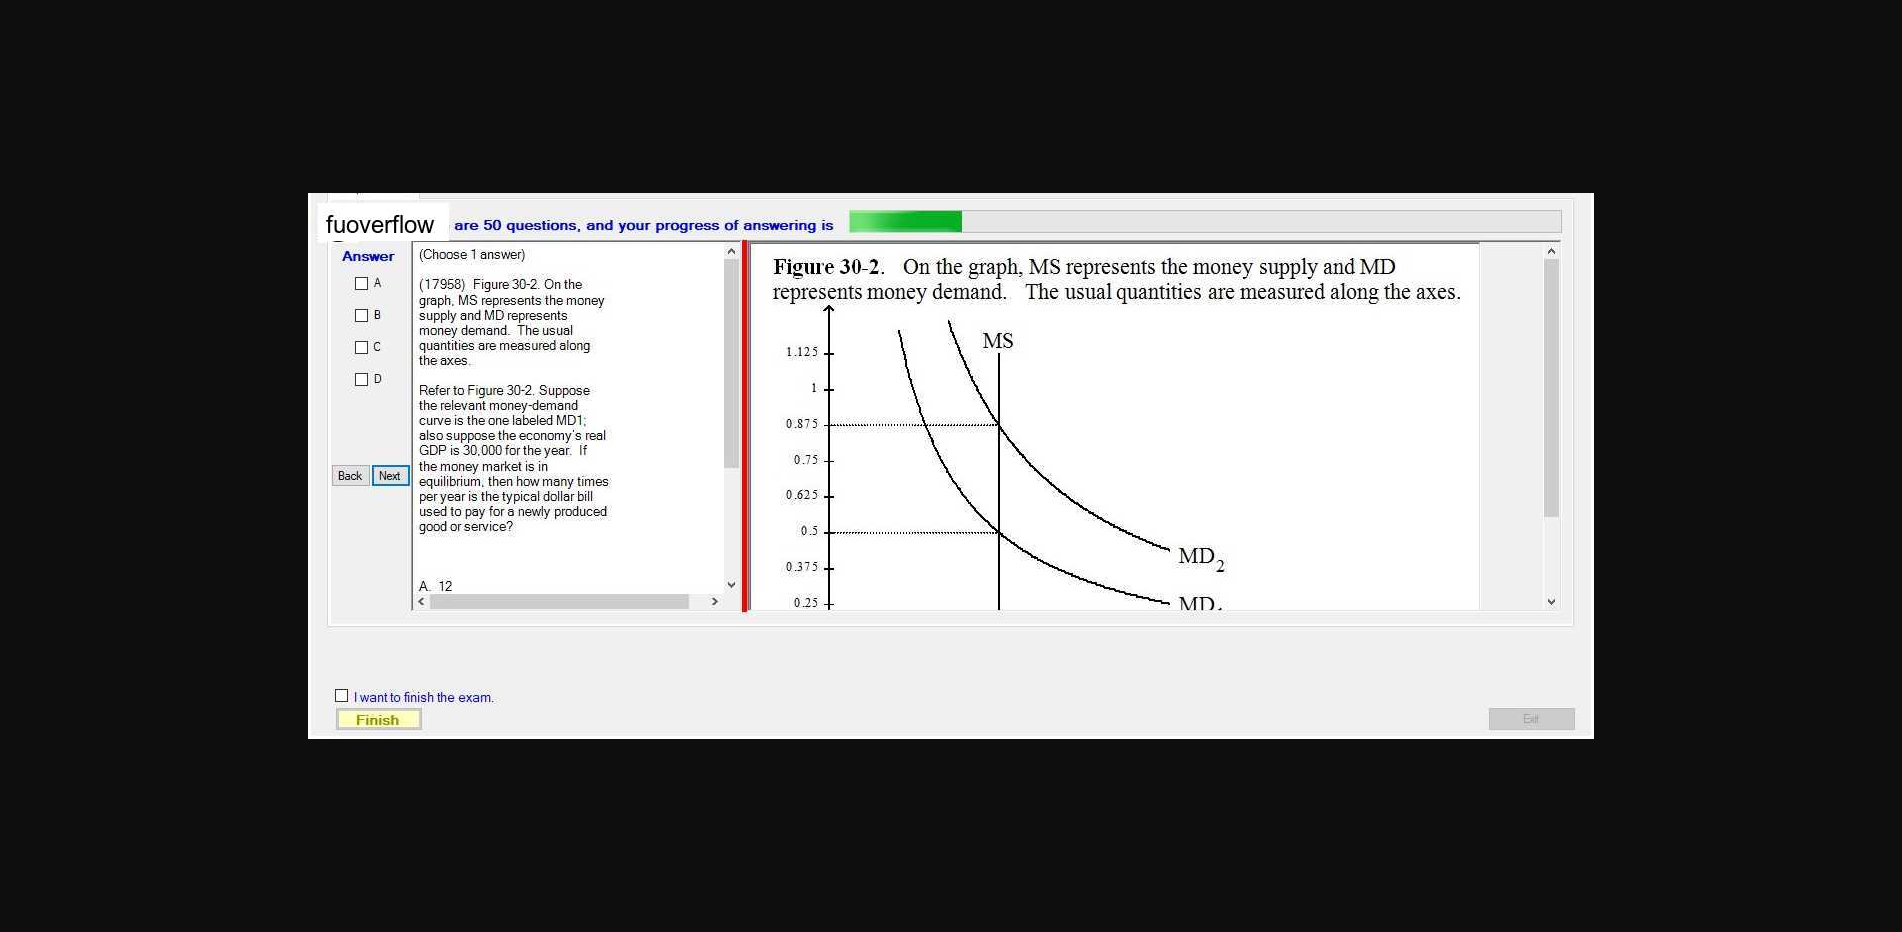 fuoverflow are 50 questions, and your progress of answering is
Answer
A
B
C
D
Back Next
(Choose 1 answer)
(17958) Figure 30-2. On the
graph, MS represents the money
supply and MD represents
money demand. The usual
quantities are measured along
the axes.
Refer to Figure 30-2. Suppose
the relevant money-demand
curve is the one labeled MD1;
also suppose the economy's real
GDP is 30,000 for the year. If
the money market is in
equilibrium, then how many times
per year is the typical dollar bill
used to pay for a newly produced
good or service?
A. 12
Figure 30-2. On the graph, MS represents the money supply and MD
represents money demand. The usual quantities are measured along the axes.
MS
1.125
1
0.875
0.75
0.625
0.5
0.375
0.25
MD2
MD1
I want to finish the exam.
Finish
Exit